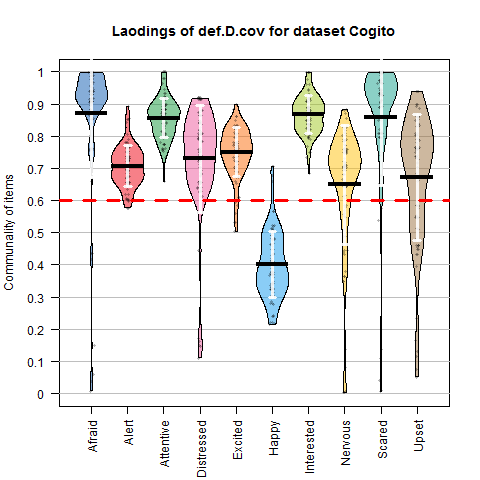 Laodings of def.D.cov for dataset Cogito
Communality of items
1
0.9
0.8
0.7
0.6
0.5
0.4
0.3
0.2
0.1
0
Afraid
Alert
Attentive
Distressed
Excited
Happy
Interested
Nervous
Scared
Upset